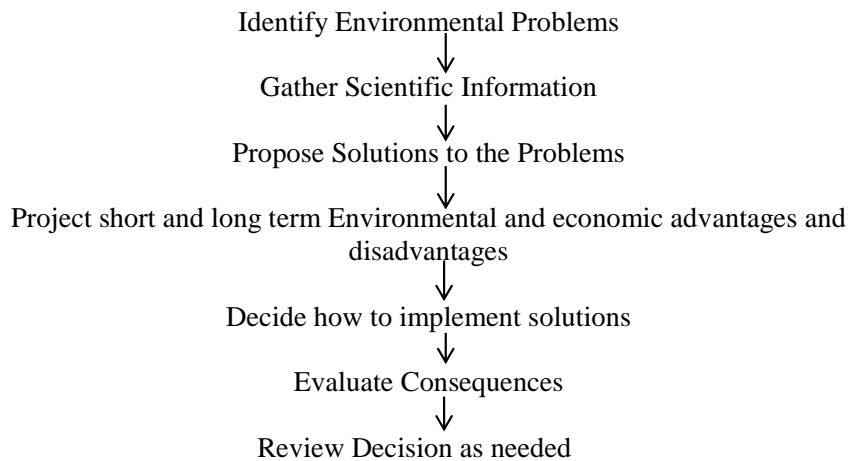 Identify Environmental Problems
Gather Scientific Information
Propose Solutions to the Problems
Project short and long term Environmental and economic advantages and
disadvantages
Decide how to implement solutions
Evaluate Consequences
Review Decision as needed